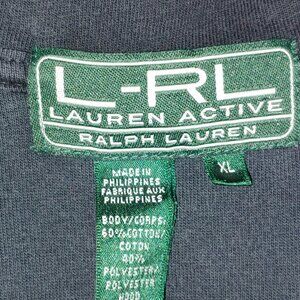 L-RL
LAUREN ACTIVE
RALPH LAUREN
XL
MADE IN
PHILIPPINES
FABRIQUE AUX
PHILIPPINES
BODY/CORPS:
60% COTTON/
COTON
40%
POLYESTER/
POLYESTER
HOOD